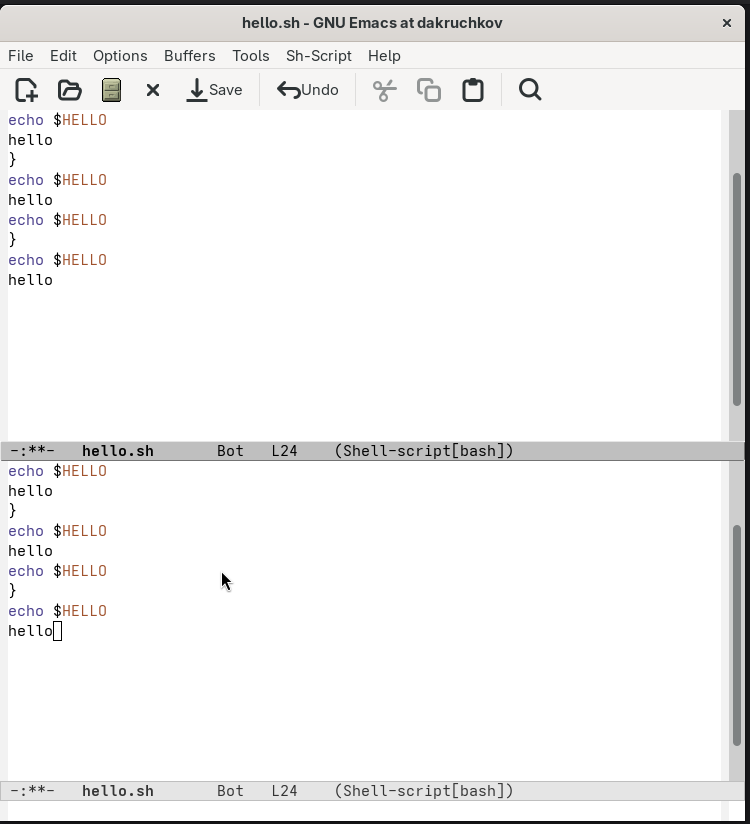 hello.sh - GNU Emacs at dakruchkov
File Edit Options Buffers Tools Sh-Script Help
Save Undo
echo $HELLO
hello
}
echo $HELLO
hello
echo $HELLO
}
echo $HELLO
hello
-:**- hello.sh Bot L24 (Shell-script[bash])
echo $HELLO
hello
}
echo $HELLO
hello
echo $HELLO
}
echo $HELLO
hello
-:**- hello.sh Bot L24 (Shell-script[bash])